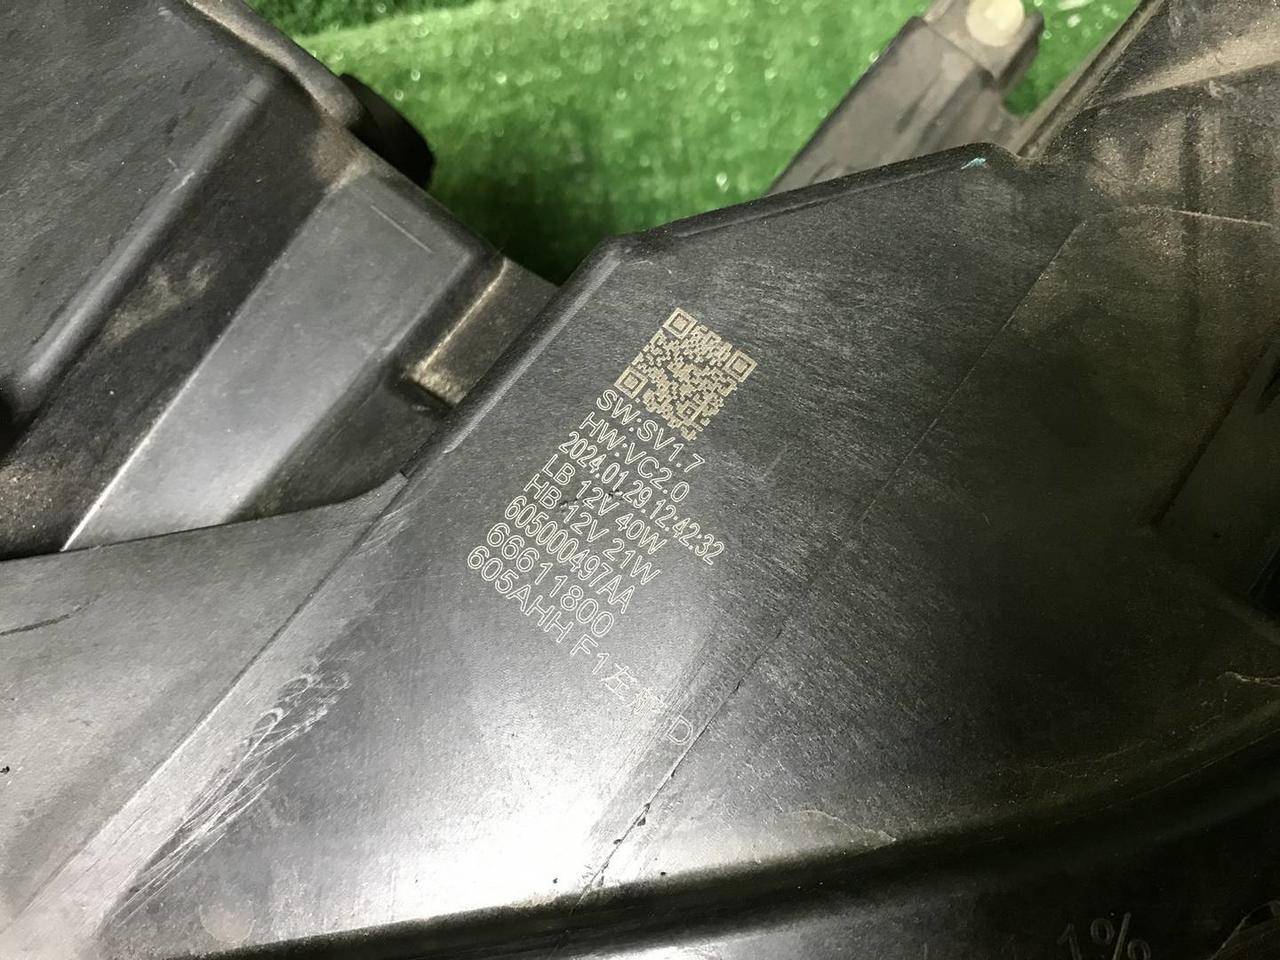 SW:SV1.7
HW:VC2.0
2024.01.29.12:42:32
LB 12V 40W
HB 12V 21W
605000497AA
66611800
605AHH F1左 D
1%